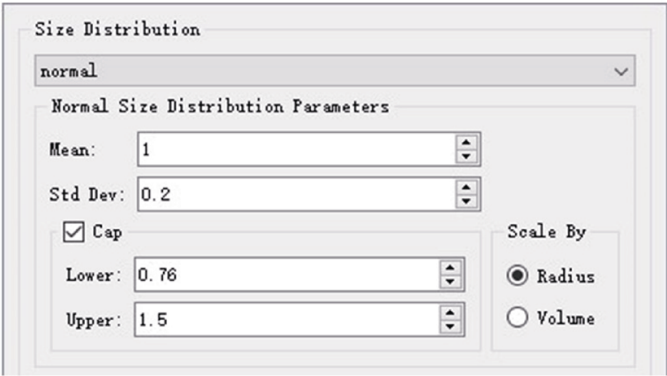 Size Distribution
normal
Normal Size Distribution Parameters
Mean: 1
Std Dev: 0.2
Cap
Lower: 0.76
Upper: 1.5
Scale By
Radius
Volume